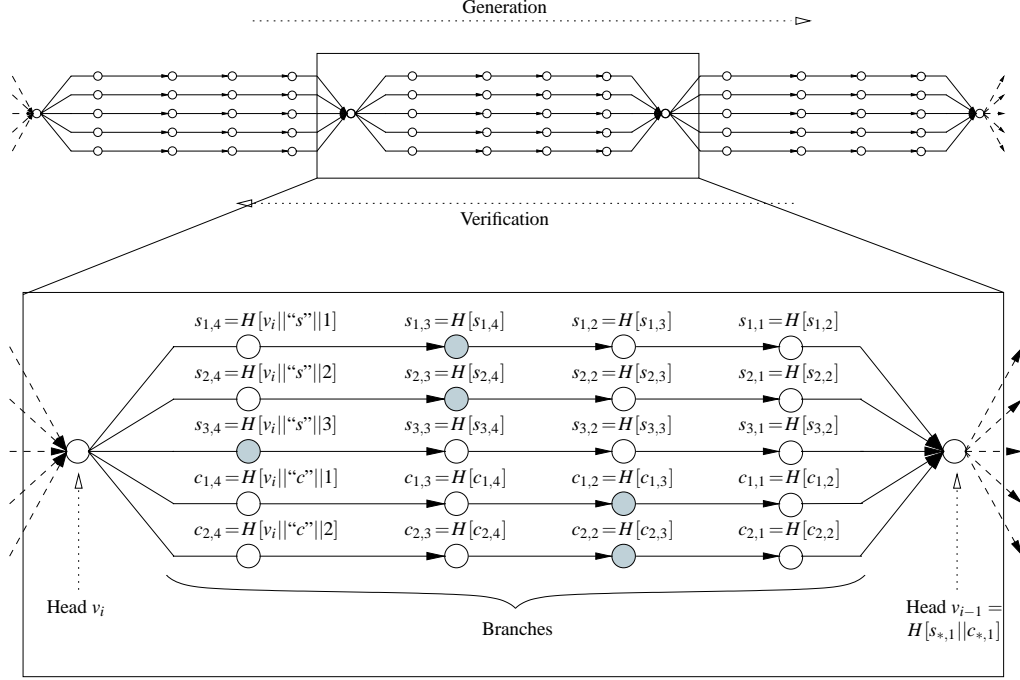 Generation
Verification
s1,4=H[vi||“s”||1] s1,3=H[s1,4] s1,2=H[s1,3] s1,1=H[s1,2]
s2,4=H[vi||“s”||2] s2,3=H[s2,4] s2,2=H[s2,3] s2,1=H[s2,2]
s3,4=H[vi||“s”||3] s3,3=H[s3,4] s3,2=H[s3,3] s3,1=H[s3,2]
c1,4=H[vi||“c”||1] c1,3=H[c1,4] c1,2=H[c1,3] c1,1=H[c1,2]
c2,4=H[vi||“c”||2] c2,3=H[c2,4] c2,2=H[c2,3] c2,1=H[c2,2]
Head vi
Branches
Head vi−1 =
H[s∗,1||c∗,1]